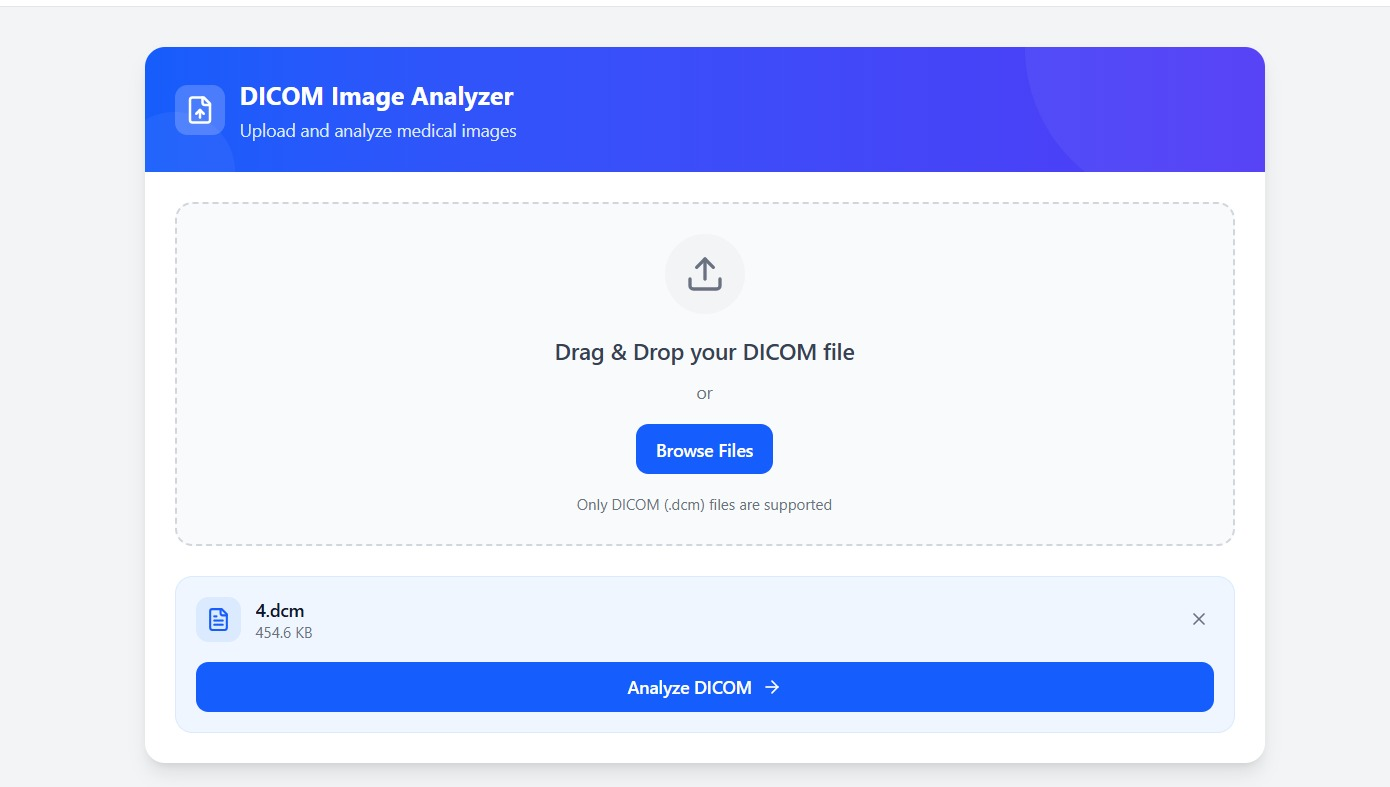 DICOM Image Analyzer
Upload and analyze medical images
Drag & Drop your DICOM file
or
Browse Files
Only DICOM (.dcm) files are supported
4.dcm
454.6 KB
Analyze DICOM →